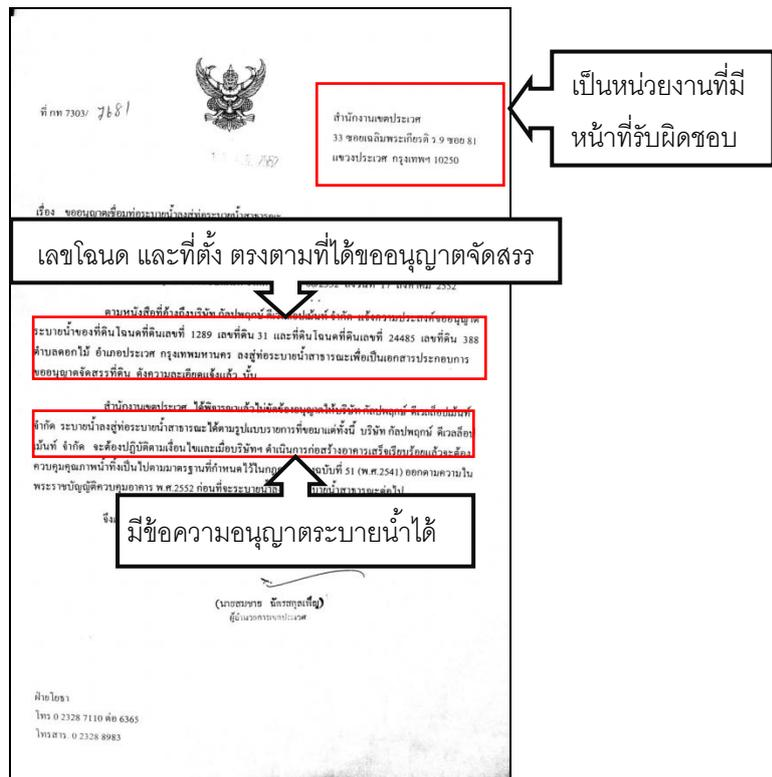 ที่ กท 7303/ 7681
สำนักงานเขตประเวศ
33 ซอยเฉลิมพระเกียรติ ร.9 ซอย 81
แขวงประเวศ กรุงเทพฯ 10250
เป็นหน่วยงานที่มี
หน้าที่รับผิดชอบ
เรื่อง ขออนุญาตเชื่อมท่อระบายน้ำลงสู่ท่อระบายน้ำสาธารณะ
เลขโฉนด และที่ตั้ง ตรงตามที่ได้ขออนุญาตจัดสรร
ลงวันที่ 17 สิงหาคม 2552
ตามหนังสือที่อ้างถึงบริษัท กัลปพฤกษ์ ดีเวลล็อปเม้นท์ จำกัด แจ้งความประสงค์ขออนุญาต
ระบายน้ำของที่ดินโฉนดที่ดินเลขที่ 1289 เลขที่ดิน 31 และที่ดินโฉนดที่ดินเลขที่ 24485 เลขที่ดิน 388
ตำบลดอกไม้ อำเภอประเวศ กรุงเทพมหานคร ลงสู่ท่อระบายน้ำสาธารณะเพื่อเป็นเอกสารประกอบการ
ขออนุญาตจัดสรรที่ดิน ดังความละเอียดแจ้งแล้ว นั้น
สำนักงานเขตประเวศ ได้พิจารณาแล้วไม่ขัดข้องอนุญาตให้บริษัท กัลปพฤกษ์ ดีเวลล็อปเม้นท์
จำกัด ระบายน้ำลงสู่ท่อระบายน้ำสาธารณะได้ตามรูปแบบรายการที่ขอมาแต่ทั้งนี้ บริษัท กัลปพฤกษ์ ดีเวลล็อป
เม้นท์ จำกัด จะต้องปฏิบัติตามเงื่อนไขและเมื่อบริษัทฯ ดำเนินการก่อสร้างอาคารเสร็จเรียบร้อยแล้วจะต้อง
ควบคุมคุณภาพน้ำทิ้งเป็นไปตามมาตรฐานที่กำหนดไว้ในกฎ ฉบับที่ 51 (พ.ศ.2541) ออกตามความใน
พระราชบัญญัติควบคุมอาคาร พ.ศ.2552 ก่อนที่จะระบายน้ำลง ระบายน้ำสาธารณะต่อไป
มีข้อความอนุญาตระบายน้ำได้
(นายสมชาย ฉัตรสกุลเพ็ญ)
ผู้อำนวยการเขตประเวศ
ฝ่ายโยธา
โทร 0 2328 7110 ต่อ 6365
โทรสาร. 0 2328 8983